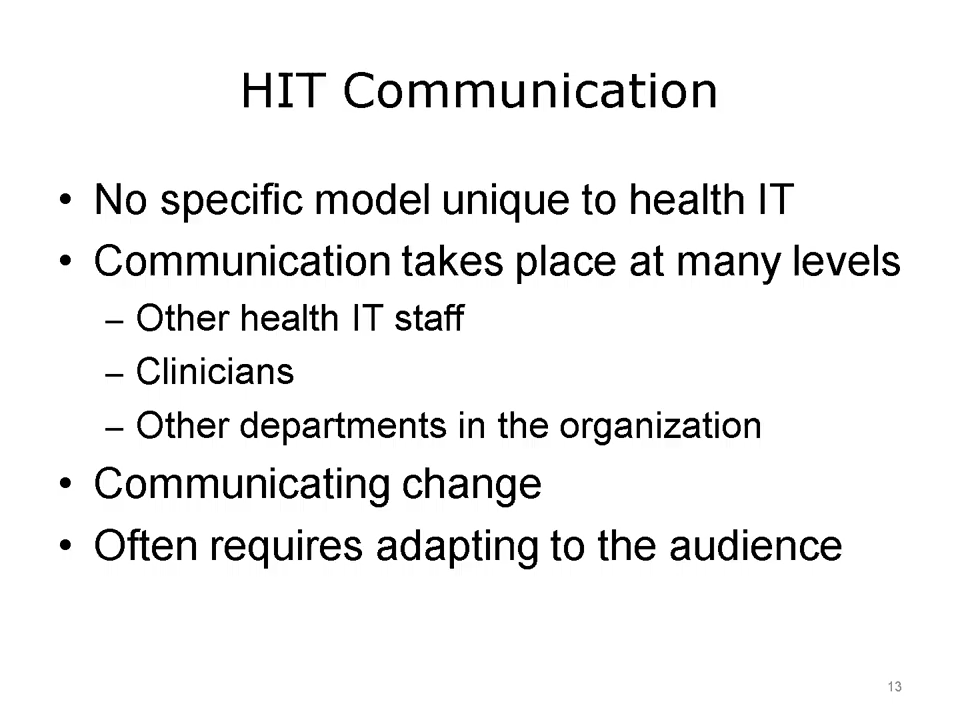 HIT Communication
• No specific model unique to health IT
• Communication takes place at many levels
– Other health IT staff
– Clinicians
– Other departments in the organization
• Communicating change
• Often requires adapting to the audience
13